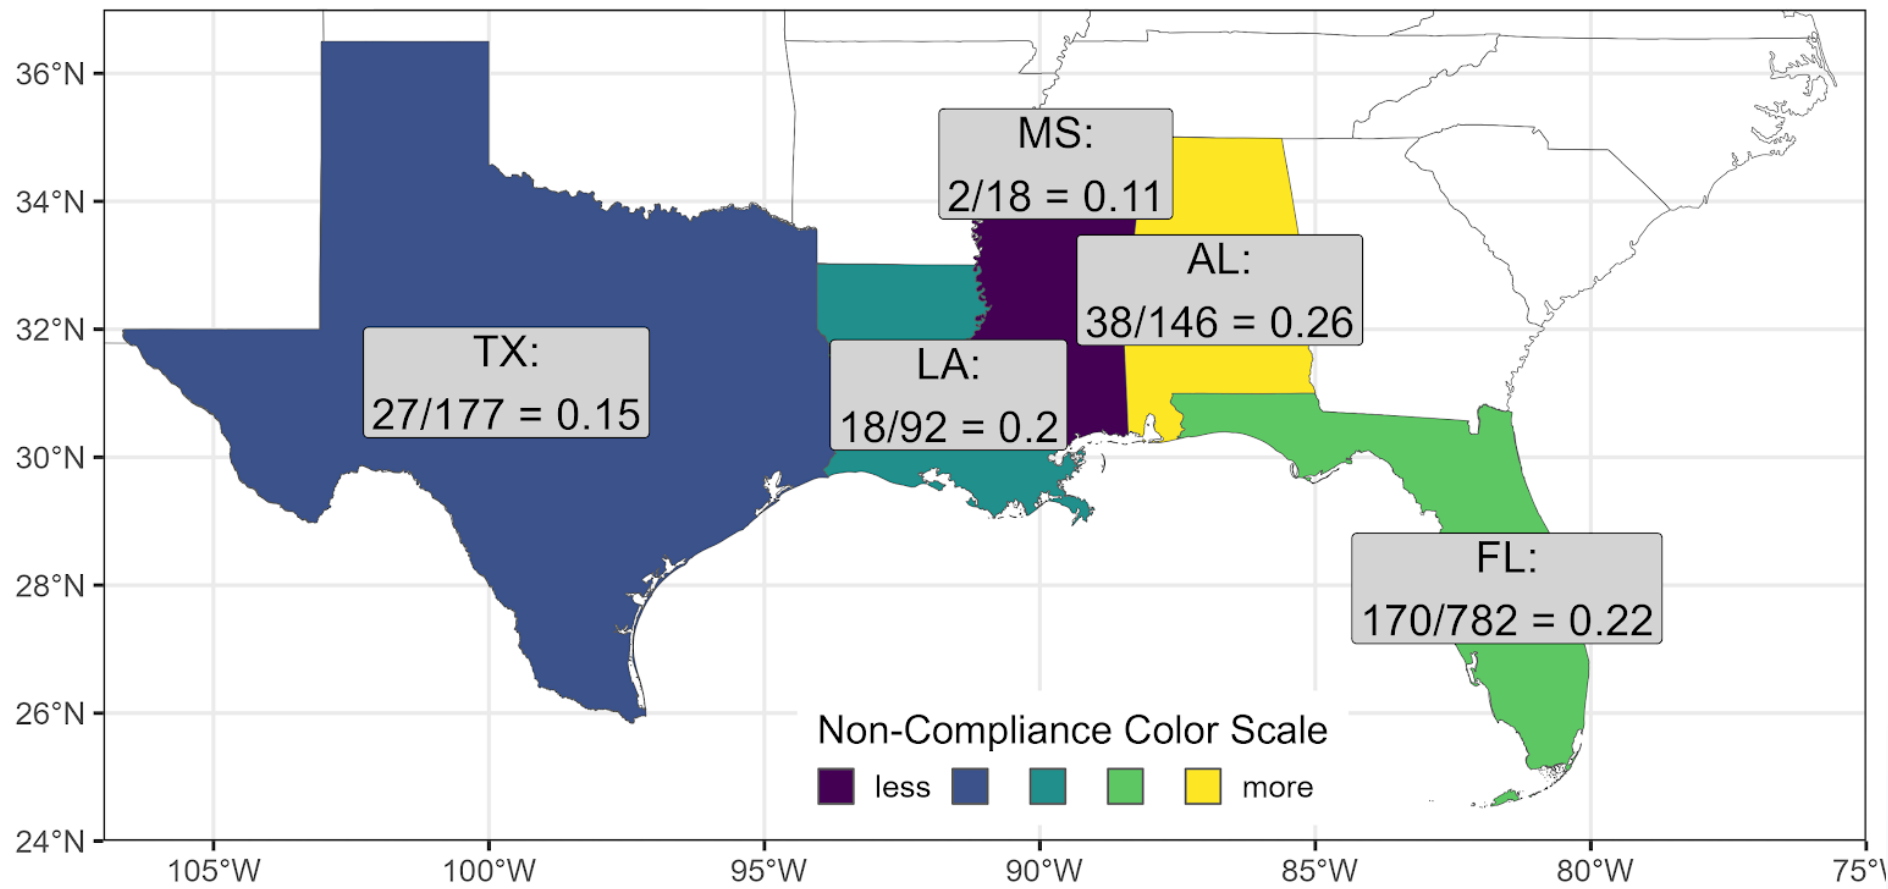 36°N
34°N
32°N
30°N
28°N
26°N
24°N
MS:
2/18 = 0.11
AL:
38/146 = 0.26
TX:
27/177 = 0.15
LA:
18/92 = 0.2
FL:
170/782 = 0.22
Non-Compliance Color Scale
less more
105°W 100°W 95°W 90°W 85°W 80°W 75°W